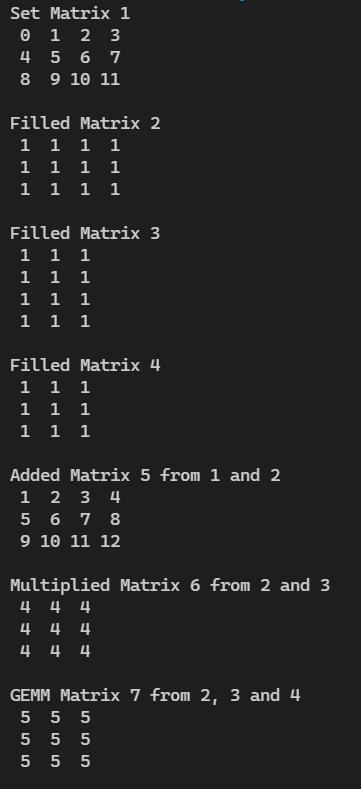 Set Matrix 1
 0  1  2  3
 4  5  6  7
 8  9 10 11

Filled Matrix 2
 1  1  1  1
 1  1  1  1
 1  1  1  1

Filled Matrix 3
 1  1  1
 1  1  1
 1  1  1
 1  1  1

Filled Matrix 4
 1  1  1
 1  1  1
 1  1  1

Added Matrix 5 from 1 and 2
 1  2  3  4
 5  6  7  8
 9 10 11 12

Multiplied Matrix 6 from 2 and 3
 4  4  4
 4  4  4
 4  4  4

GEMM Matrix 7 from 2, 3 and 4
 5  5  5
 5  5  5
 5  5  5